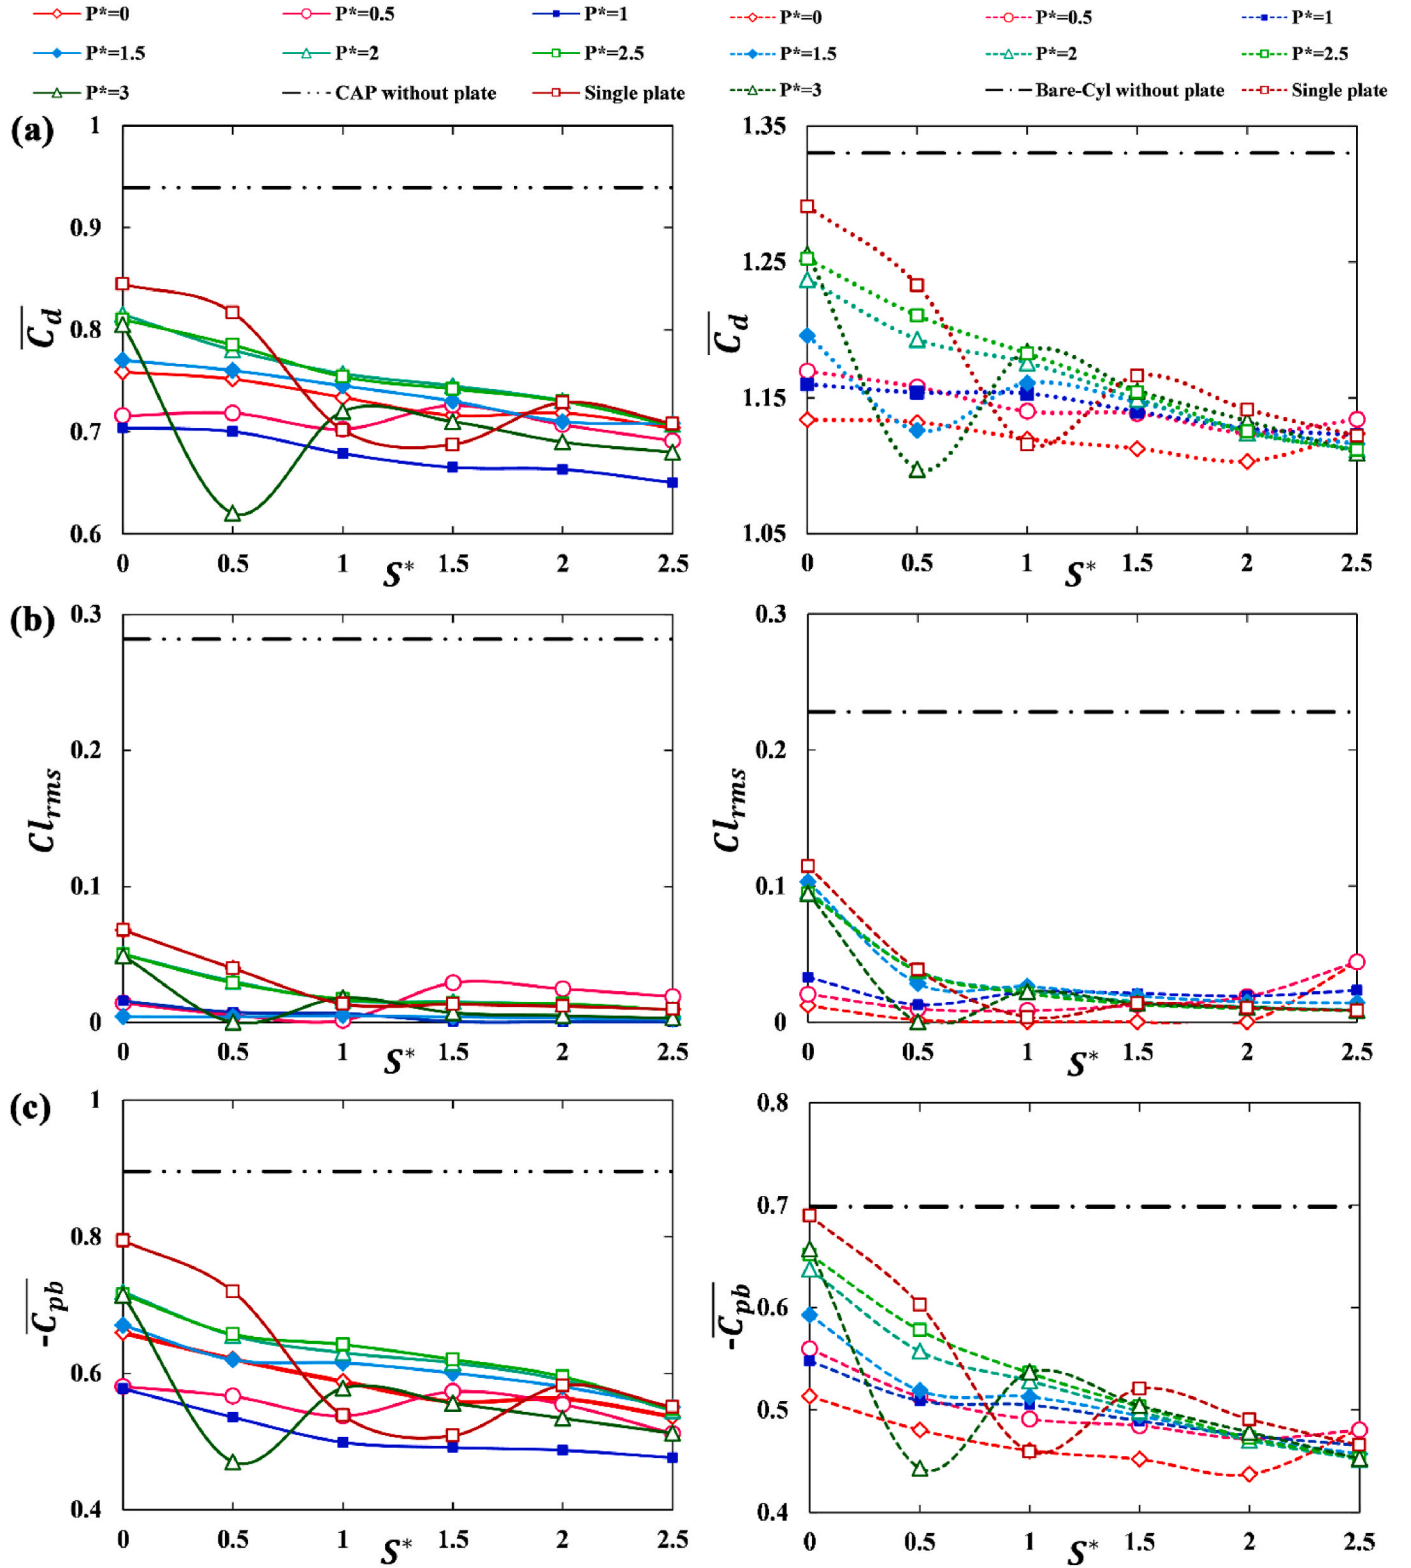 P*=0 P*=0.5 P*=1
P*=1.5 P*=2 P*=2.5
P*=3 CAP without plate Single plate
P*=0 P*=0.5 P*=1
P*=1.5 P*=2 P*=2.5
P*=3 Bare-Cyl without plate Single plate
(a)
1
0.9
0.8
0.7
0.6
C_d
0 0.5 1 1.5 2 2.5
S*
1.35
1.25
1.15
1.05
C_d
0 0.5 1 1.5 2 2.5
S*
(b)
0.3
0.2
0.1
0
Cl_rms
0 0.5 1 1.5 2 2.5
S*
0.3
0.2
0.1
0
Cl_rms
0 0.5 1 1.5 2 2.5
S*
(c)
1
0.8
0.6
0.4
-C_pb
0 0.5 1 1.5 2 2.5
S*
0.8
0.7
0.6
0.5
0.4
-C_pb
0 0.5 1 1.5 2 2.5
S*